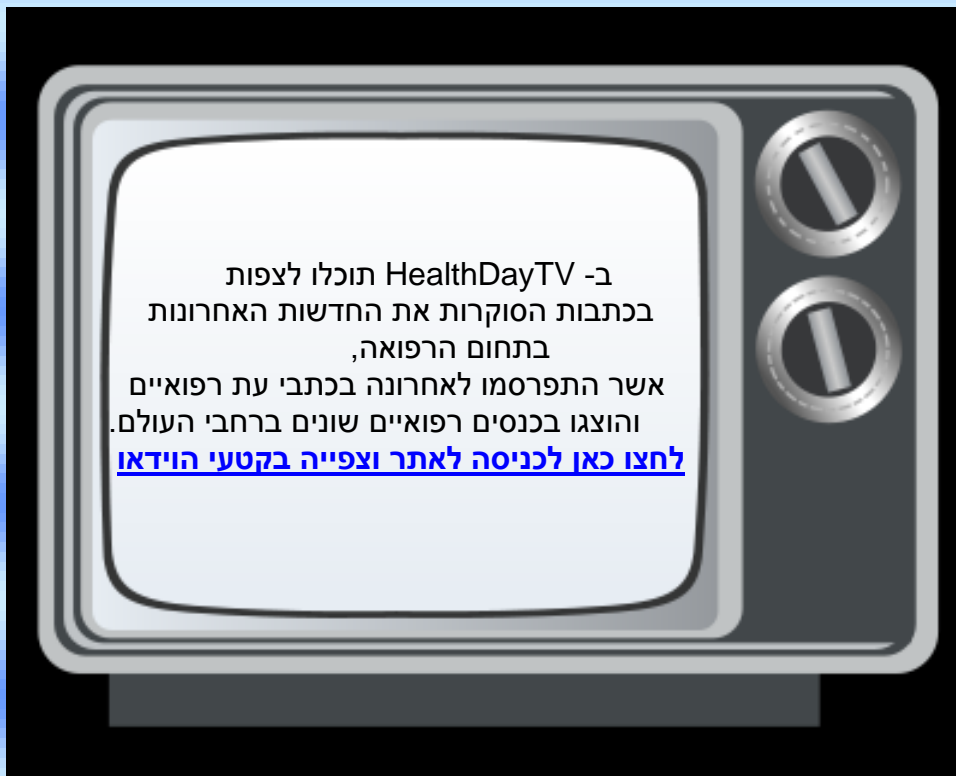 ב- HealthDayTV תוכלו לצפות
בכתבות הסוקרות את החדשות האחרונות
בתחום הרפואה,
אשר התפרסמו לאחרונה בכתבי עת רפואיים
והוצגו בכנסים רפואיים שונים ברחבי העולם.
לחצו כאן לכניסה לאתר וצפייה בקטעי הוידאו